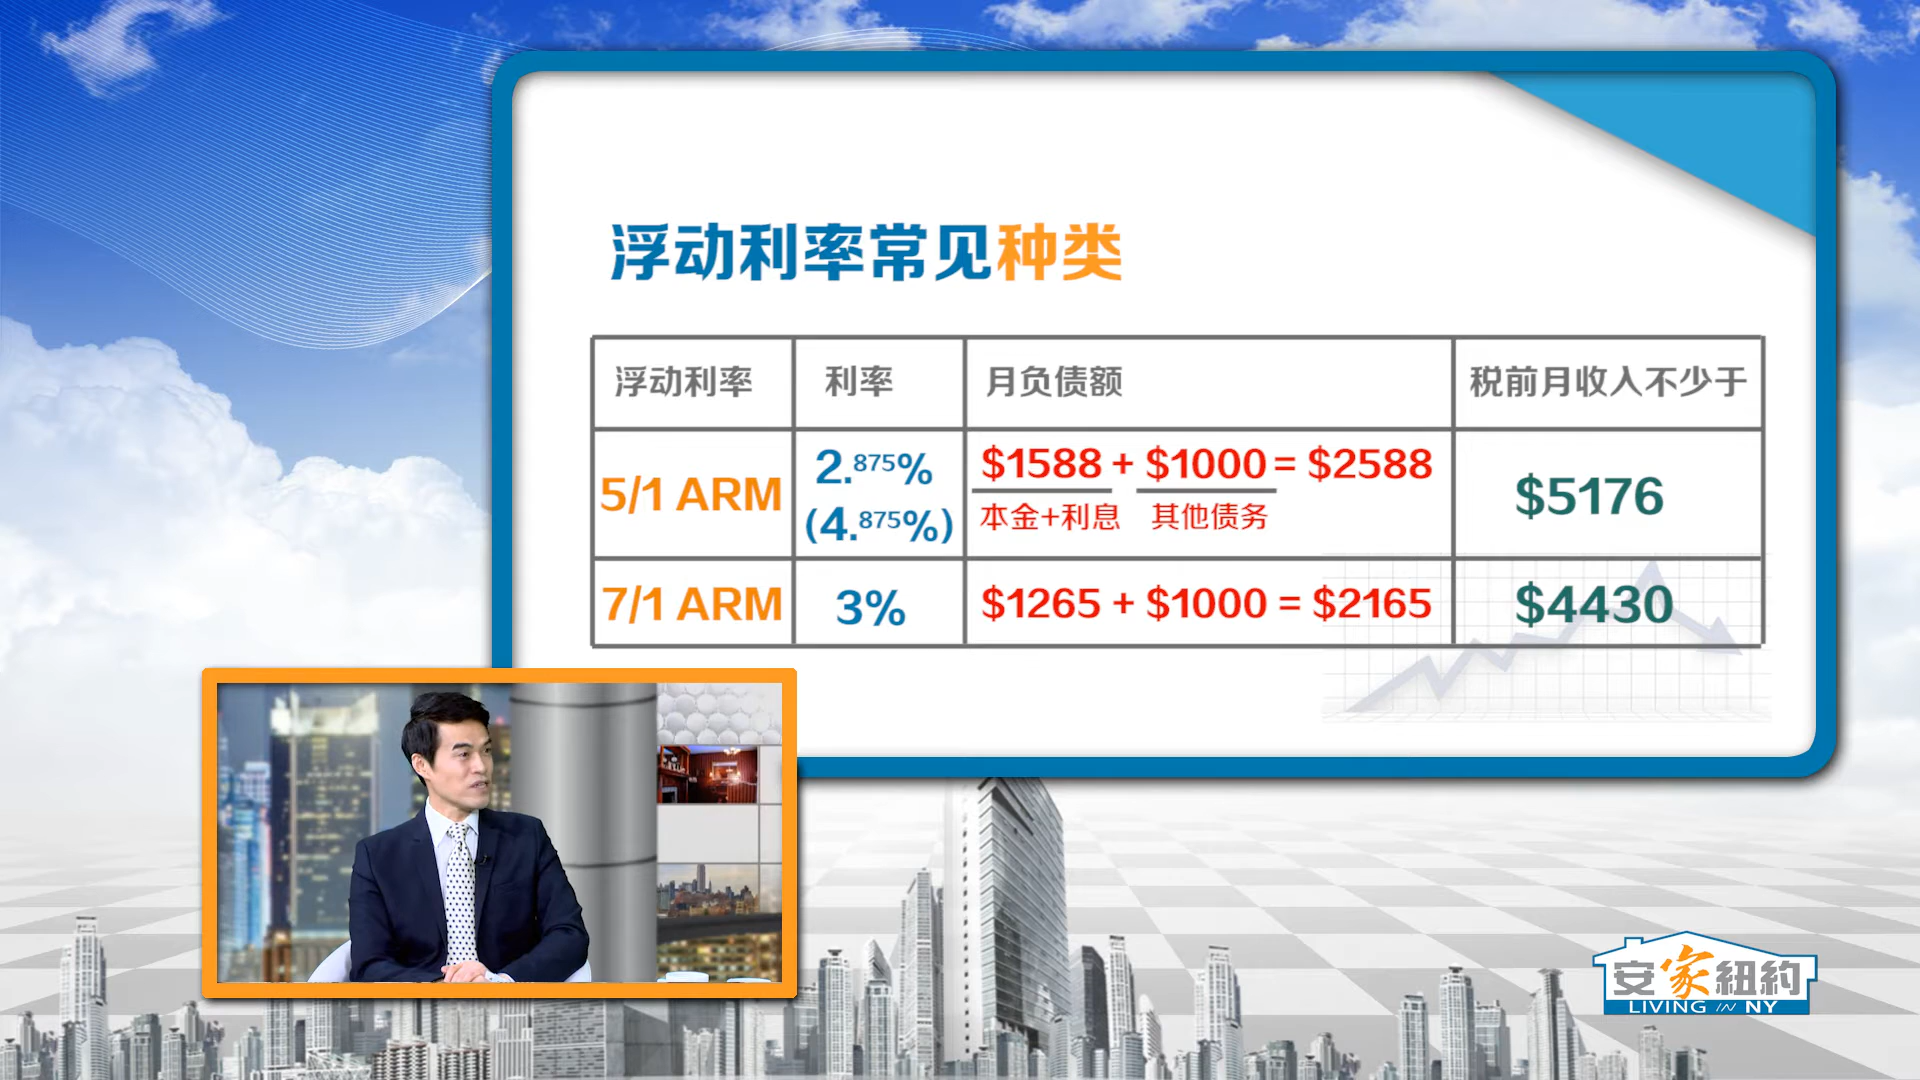 浮动利率常见种类
浮动利率 利率 月负债额 税前月收入不少于
5/1 ARM 2.875% (4.875%) $1588 + $1000 = $2588 $5176
本金+利息 其他债务
7/1 ARM 3% $1265 + $1000 = $2165 $4430
安家紐約
LIVING IN NY